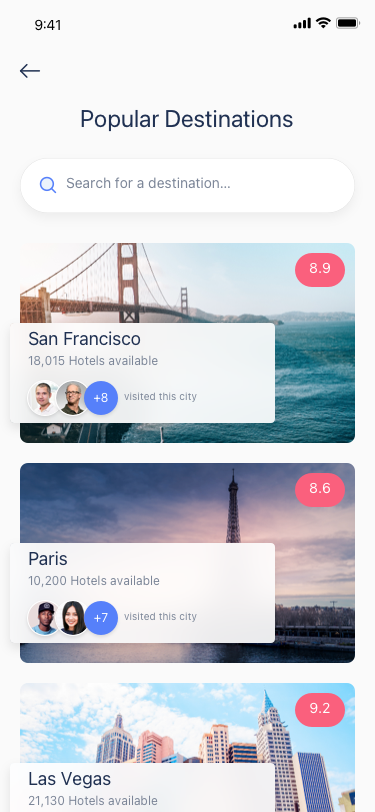 9:41
Popular Destinations
Search for a destination...
8.9
San Francisco
18,015 Hotels available
+8 visited this city
8.6
Paris
10,200 Hotels available
+7 visited this city
9.2
Las Vegas
21,130 Hotels available